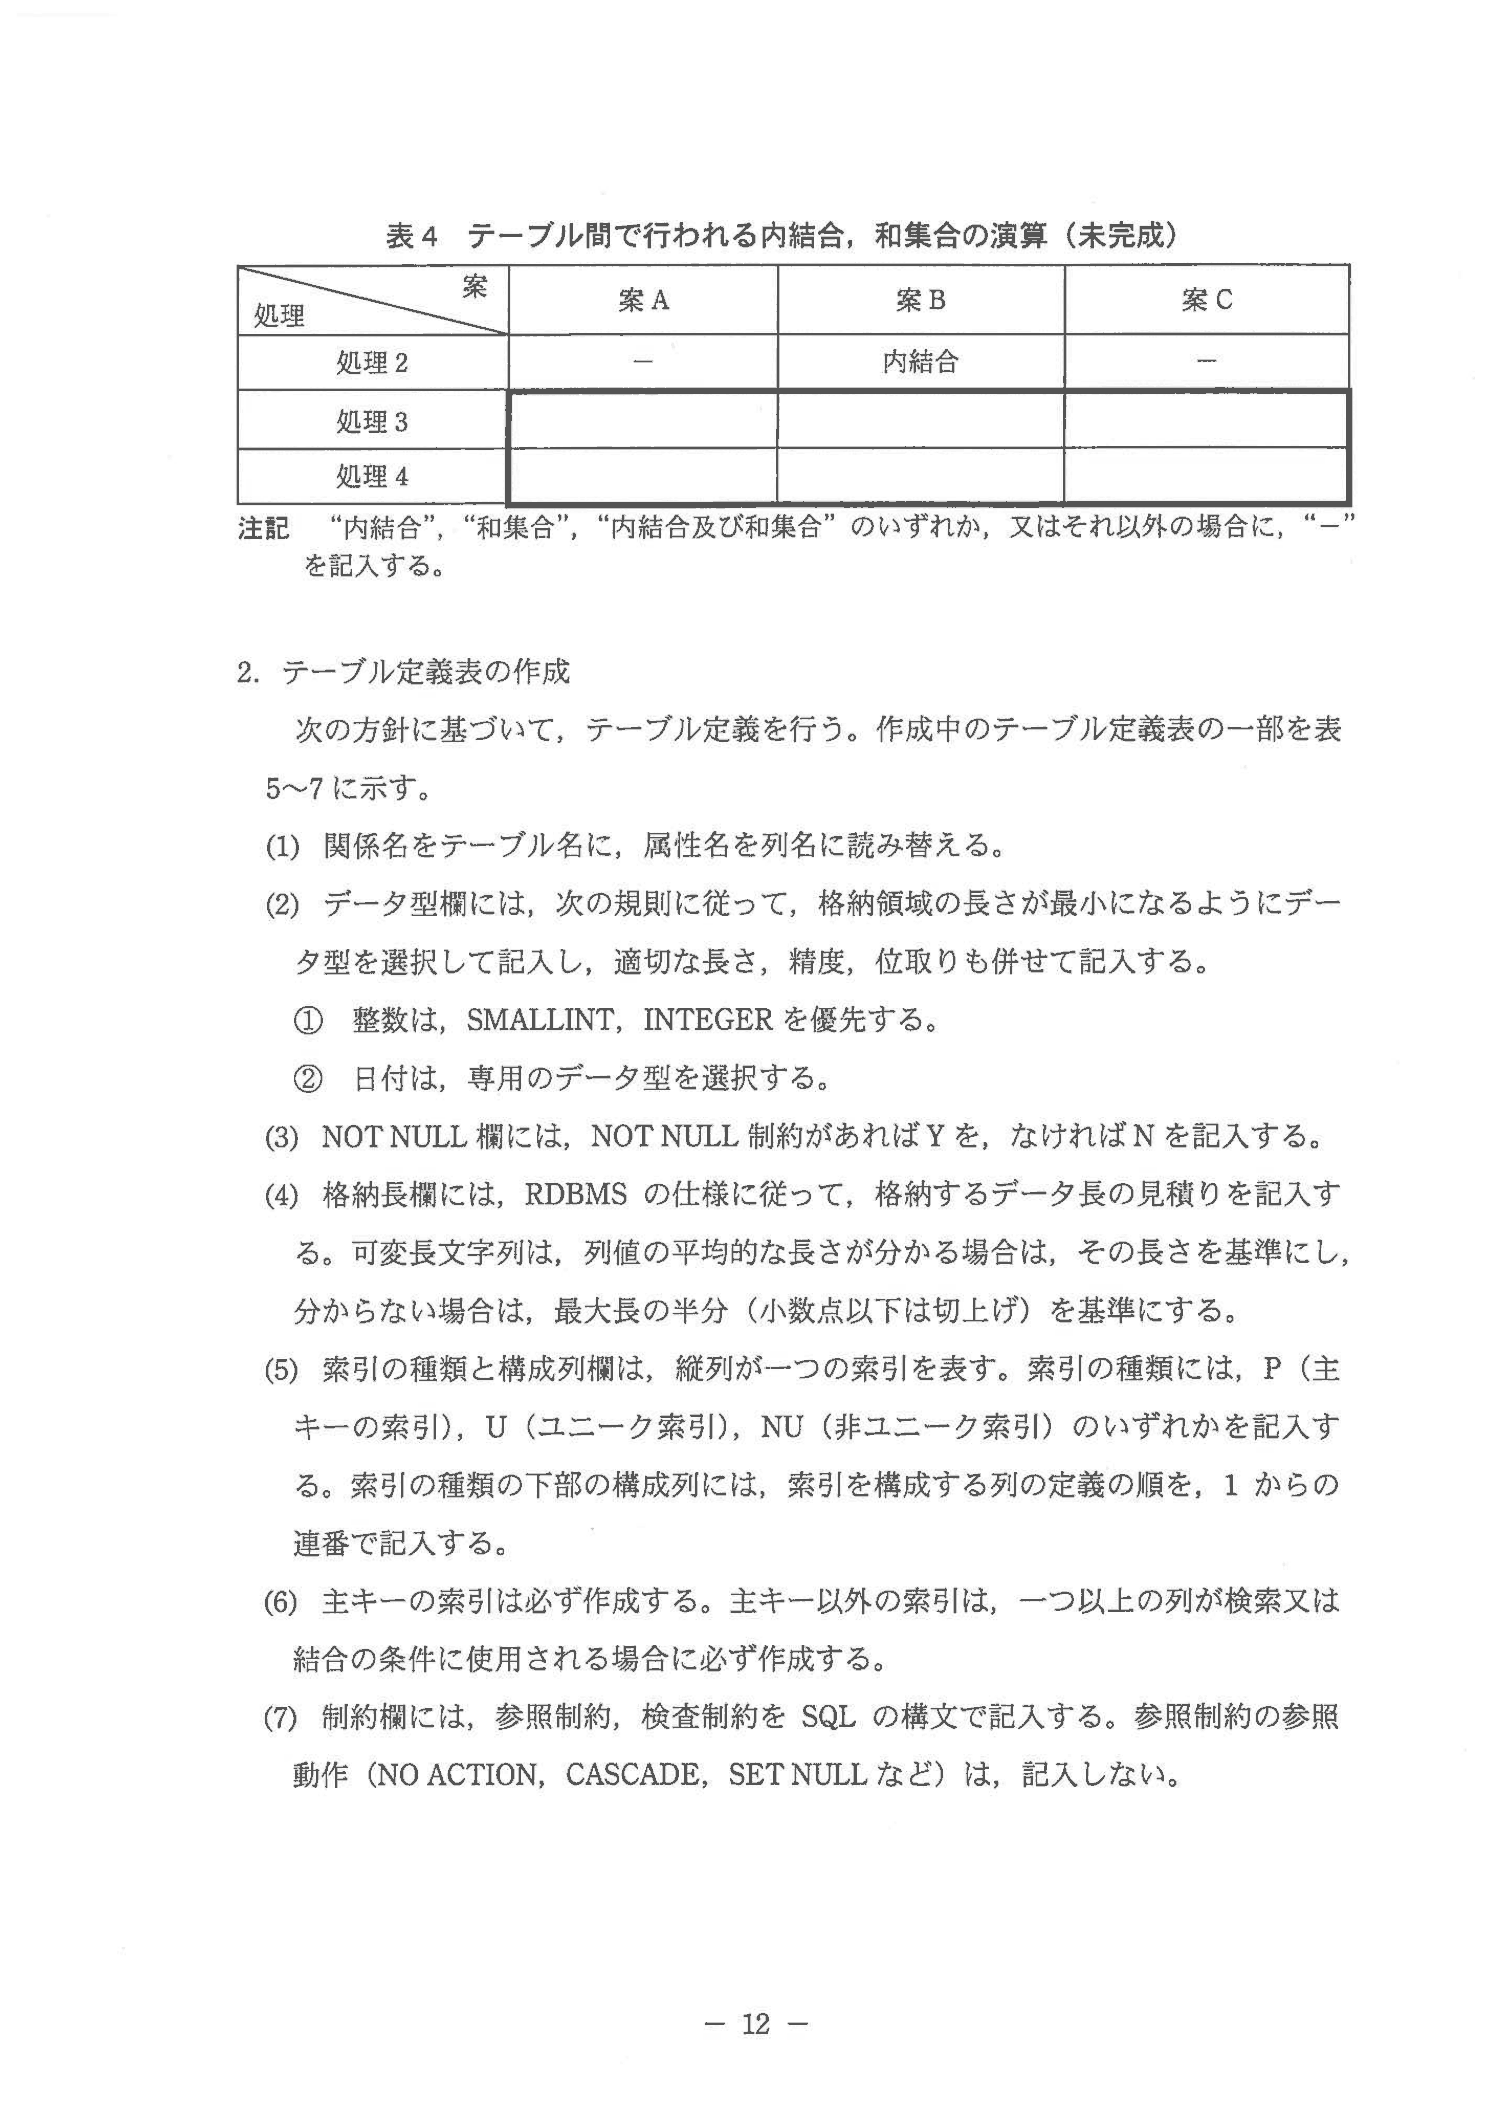 表4 テーブル間で行われる内結合，和集合の演算（未完成）
案
処理
案A
案B
案C
処理2
－
内結合
－
処理3
処理4
注記 “内結合”，“和集合”，“内結合及び和集合” のいずれか，又はそれ以外の場合に，“－”
を記入する。
2. テーブル定義表の作成
次の方針に基づいて，テーブル定義を行う。作成中のテーブル定義表の一部を表
5～7 に示す。
(1) 関係名をテーブル名に，属性名を列名に読み替える。
(2) データ型欄には，次の規則に従って，格納領域の長さが最小になるようにデー
タ型を選択して記入し，適切な長さ，精度，位取りも併せて記入する。
① 整数は，SMALLINT，INTEGER を優先する。
② 日付は，専用のデータ型を選択する。
(3) NOT NULL 欄には，NOT NULL 制約があれば Y を，なければ N を記入する。
(4) 格納長欄には，RDBMS の仕様に従って，格納するデータ長の見積りを記入す
る。可変長文字列は，列値の平均的な長さが分かる場合は，その長さを基準にし，
分からない場合は，最大長の半分（小数点以下は切上げ）を基準にする。
(5) 索引の種類と構成列欄は，縦列が一つの索引を表す。索引の種類には，P（主
キーの索引），U（ユニーク索引），NU（非ユニーク索引）のいずれかを記入す
る。索引の種類の下部の構成列には，索引を構成する列の定義の順を，1 からの
連番で記入する。
(6) 主キーの索引は必ず作成する。主キー以外の索引は，一つ以上の列が検索又は
結合の条件に使用される場合に必ず作成する。
(7) 制約欄には，参照制約，検査制約を SQL の構文で記入する。参照制約の参照
動作（NO ACTION，CASCADE，SET NULL など）は，記入しない。
－ 12 －